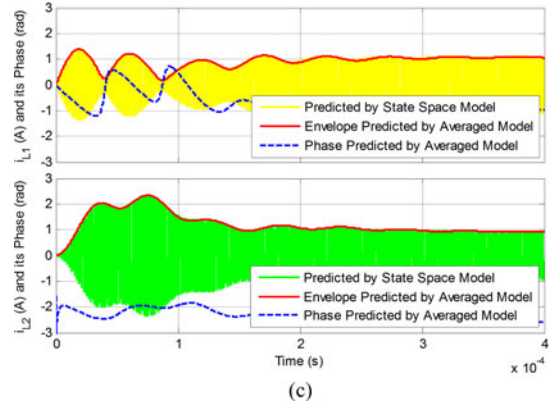 i_L1 (A) and its Phase (rad)
3
2
1
0
-1
-2
-3
Predicted by State Space Model
Envelope Predicted by Averaged Model
Phase Predicted by Averaged Model
i_L2 (A) and its Phase (rad)
3
2
1
0
-1
-2
-3
Predicted by State Space Model
Envelope Predicted by Averaged Model
Phase Predicted by Averaged Model
0 1 2 3 4
Time (s)
x 10⁻⁴
(c)